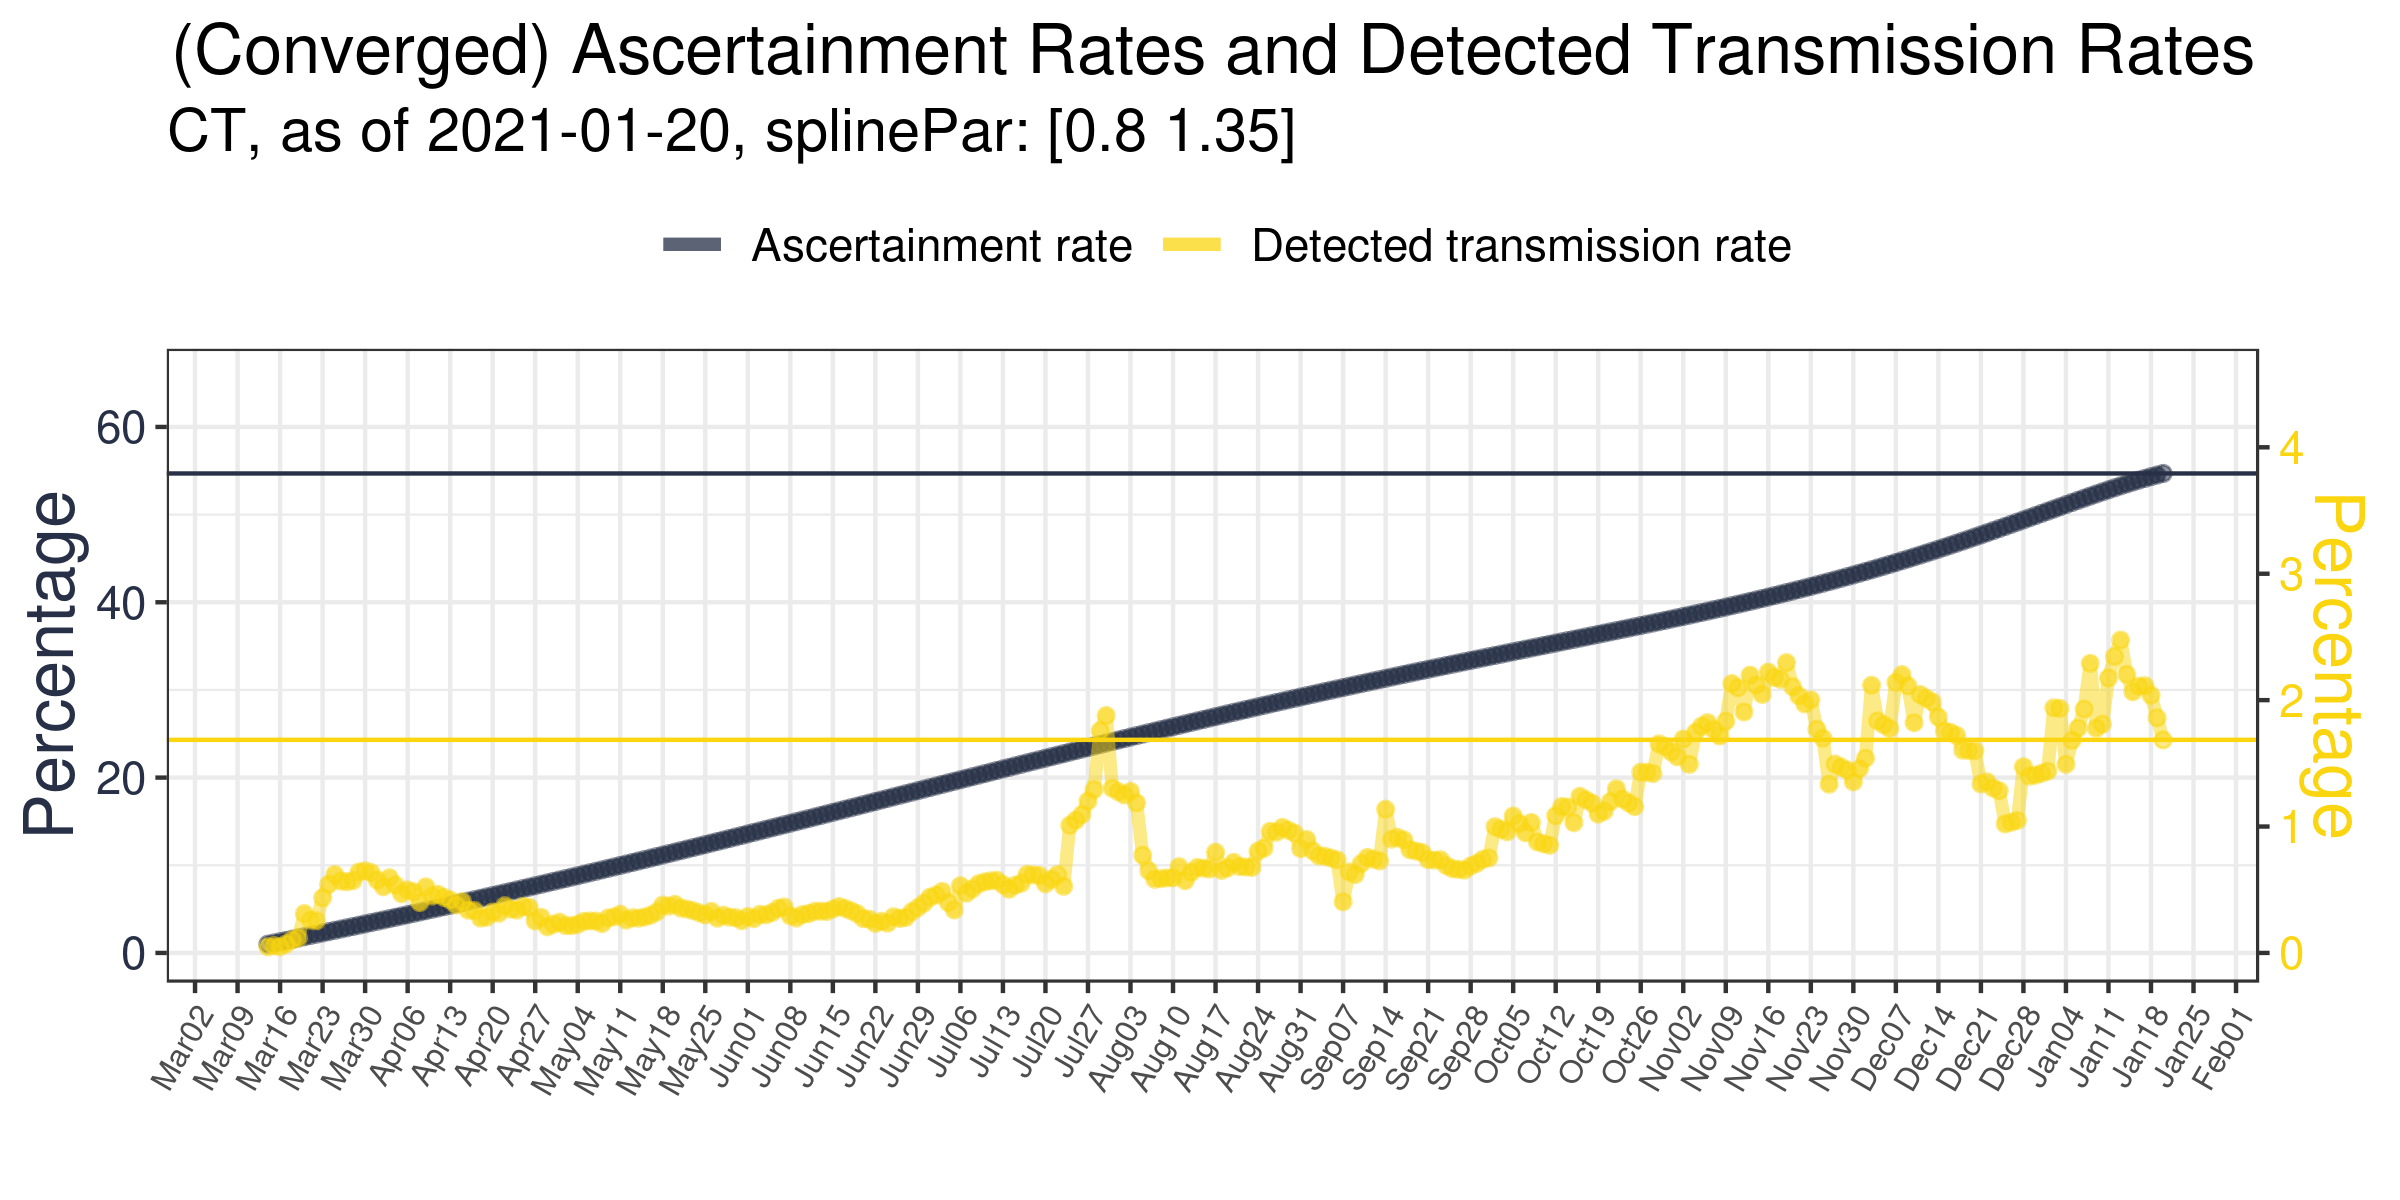 (Converged) Ascertainment Rates and Detected Transmission Rates
CT, as of 2021-01-20, splinePar: [0.8 1.35]
Ascertainment rate
Detected transmission rate
Percentage
60
40
20
0
4
3
2
1
0
Percentage
Mar02
Mar09
Mar16
Mar23
Mar30
Apr06
Apr13
Apr20
Apr27
May04
May11
May18
May25
Jun01
Jun08
Jun15
Jun22
Jun29
Jul06
Jul13
Jul20
Jul27
Aug03
Aug10
Aug17
Aug24
Aug31
Sep07
Sep14
Sep21
Sep28
Oct05
Oct12
Oct19
Oct26
Nov02
Nov09
Nov16
Nov23
Nov30
Dec07
Dec14
Dec21
Dec28
Jan04
Jan11
Jan18
Jan25
Feb01